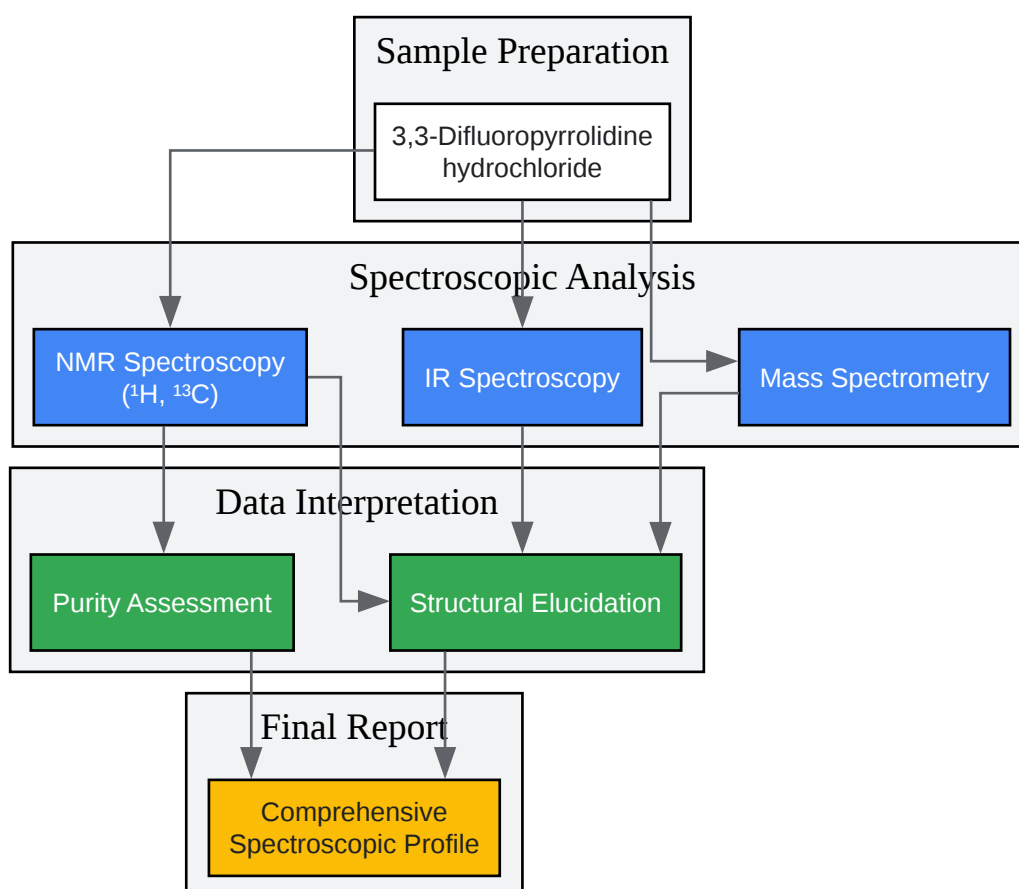 Sample Preparation
3,3-Difluoropyrrolidine
hydrochloride
Spectroscopic Analysis
NMR Spectroscopy
(¹H, ¹³C)
IR Spectroscopy
Mass Spectrometry
Data Interpretation
Purity Assessment
Structural Elucidation
Final Report
Comprehensive
Spectroscopic Profile